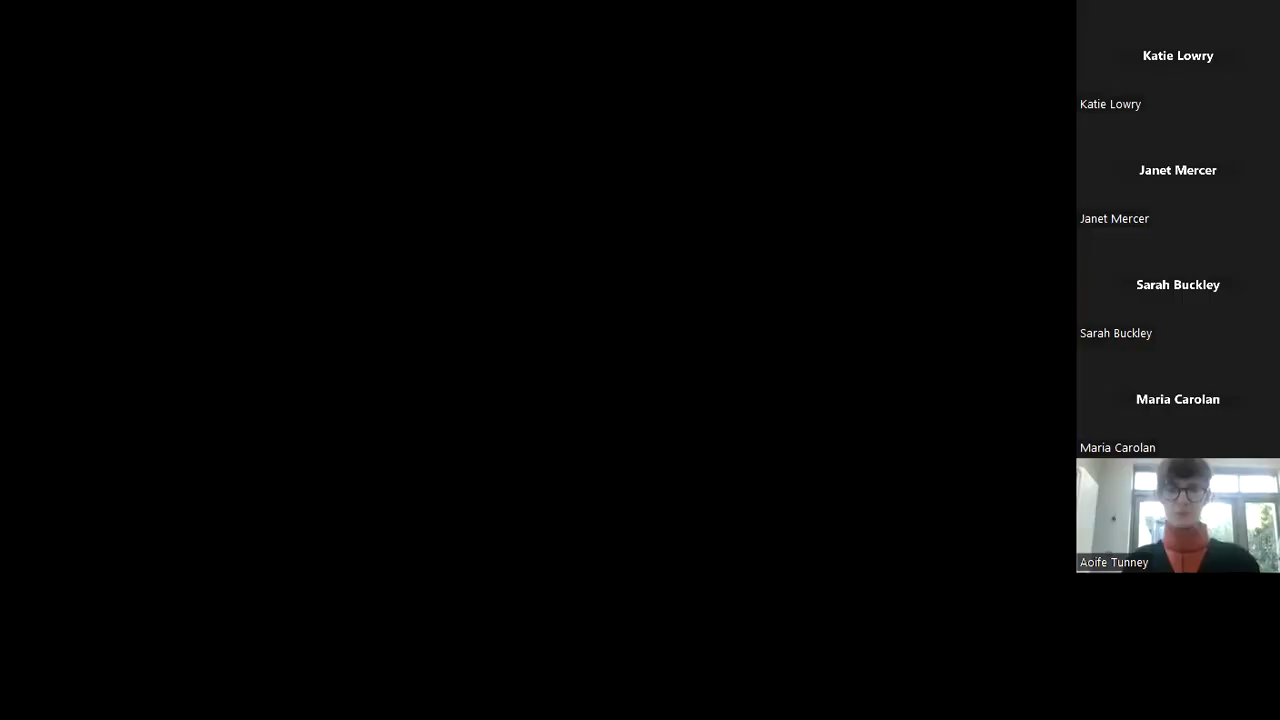 Katie Lowry
Katie Lowry
Janet Mercer
Janet Mercer
Sarah Buckley
Sarah Buckley
Maria Carolan
Maria Carolan
Aoife Tunney